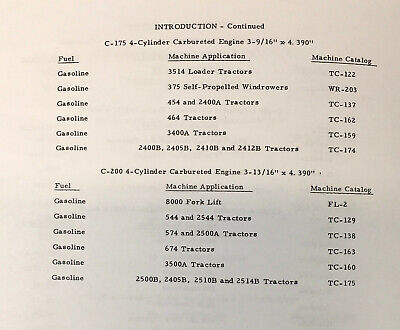 INTRODUCTION - Continued
C-175 4-Cylinder Carbureted Engine 3-9/16" x 4.390"
Fuel Machine Application Machine Catalog
Gasoline 3514 Loader Tractors TC-122
Gasoline 375 Self-Propelled Windrowers WR-203
Gasoline 454 and 2400A Tractors TC-137
Gasoline 464 Tractors TC-162
Gasoline 3400A Tractors TC-159
Gasoline 2400B, 2405B, 2410B and 2412B Tractors TC-174
C-200 4-Cylinder Carbureted Engine 3-13/16" x 4.390"
Fuel Machine Application Machine Catalog
Gasoline 8000 Fork Lift FL-2
Gasoline 544 and 2544 Tractors TC-129
Gasoline 574 and 2500A Tractors TC-138
Gasoline 674 Tractors TC-163
Gasoline 3500A Tractors TC-160
Gasoline 2500B, 2405B, 2510B and 2514B Tractors TC-175